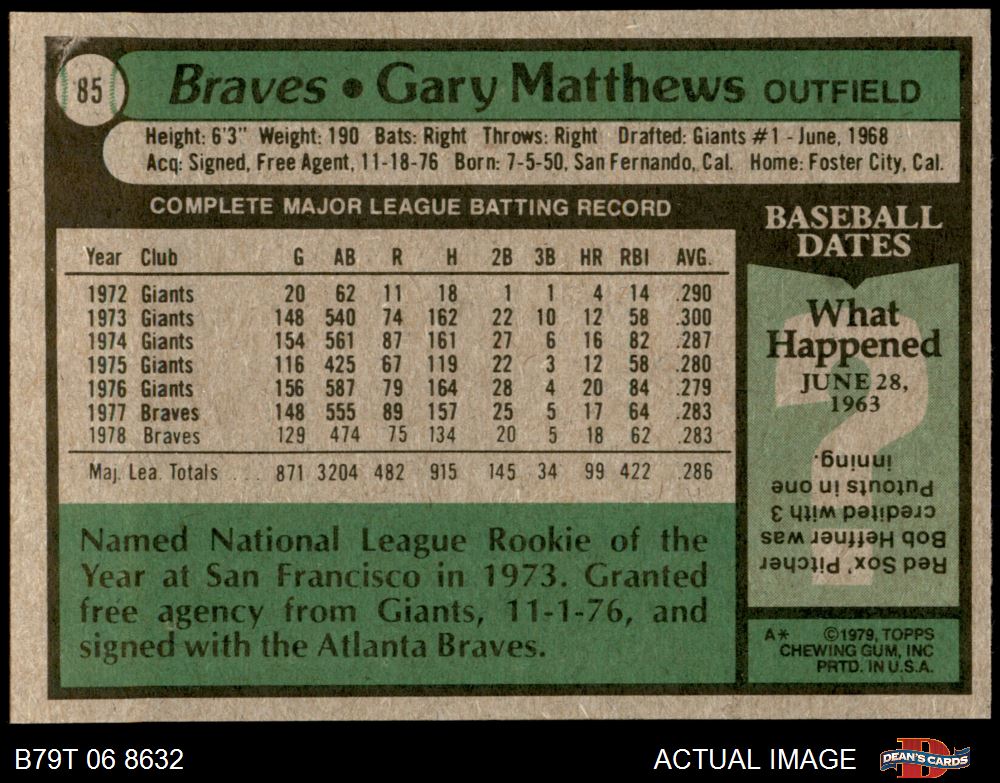 85
Braves • Gary Matthews OUTFIELD
Height: 6'3" Weight: 190 Bats: Right Throws: Right Drafted: Giants #1 - June, 1968
Acq: Signed, Free Agent, 11-18-76 Born: 7-5-50, San Fernando, Cal. Home: Foster City, Cal.
COMPLETE MAJOR LEAGUE BATTING RECORD
Year Club G AB R H 2B 3B HR RBI AVG.
1972 Giants 20 62 11 18 1 1 4 14 .290
1973 Giants 148 540 74 162 22 10 12 58 .300
1974 Giants 154 561 87 161 27 6 16 82 .287
1975 Giants 116 425 67 119 22 3 12 58 .280
1976 Giants 156 587 79 164 28 4 20 84 .279
1977 Braves 148 555 89 157 25 5 17 64 .283
1978 Braves 129 474 75 134 20 5 18 62 .283
Maj. Lea. Totals ... 871 3204 482 915 145 34 99 422 .286
Named National League Rookie of the
Year at San Francisco in 1973. Granted
free agency from Giants, 11-1-76, and
signed with the Atlanta Braves.
BASEBALL
DATES
What
Happened
JUNE 28,
1963
?
Red Sox' Pitcher
Bob Heffner was
credited with 3
Putouts in one
inning.
A* ©1979, TOPPS
CHEWING GUM, INC
PRTD. IN U.S.A.
B79T 06 8632
ACTUAL IMAGE
D
DEAN'S CARDS